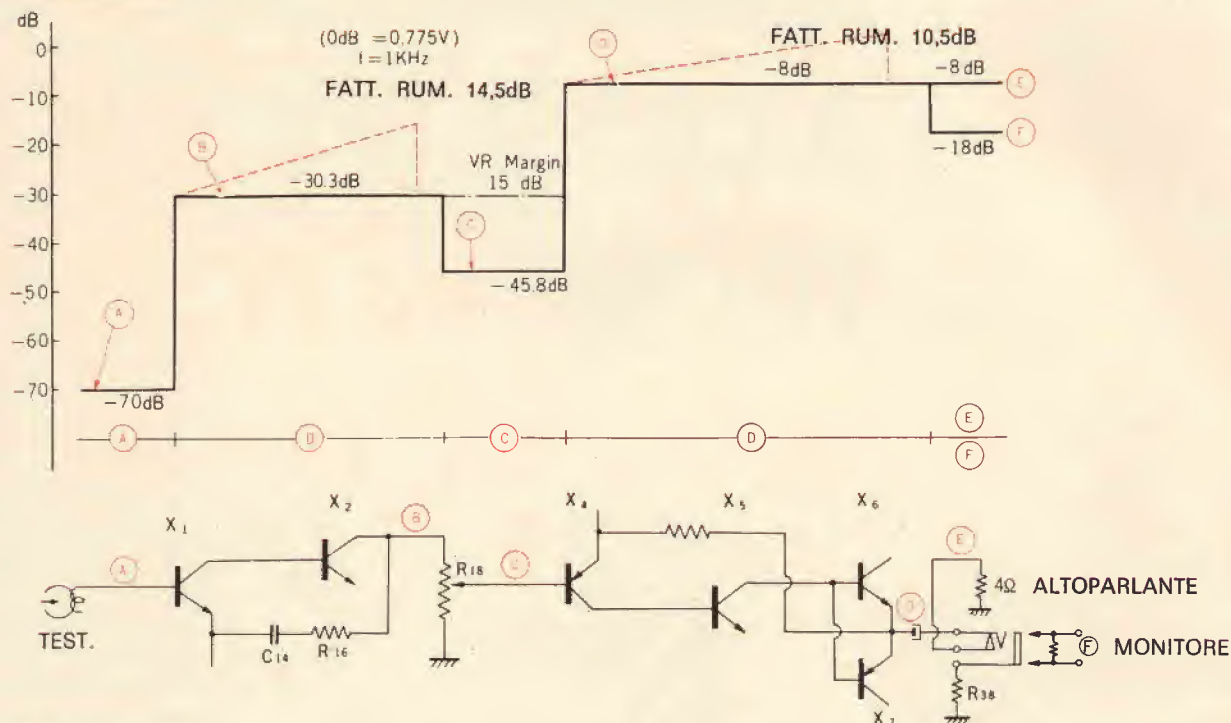 dB
0
-10
-20
-30
-40
-50
-60
-70
(0dB = 0,775V)
f = 1KHz
FATT. RUM. 14,5dB
FATT. RUM. 10,5dB
D
-8dB
-8dB
E
F
-18dB
B
-30.3dB
VR Margin
15 dB
C
-45.8dB
A
-70dB
A
C
D
E
F
X1
X2
B
X4
X5
X6
A
R18
E
4Ω ALTOPARLANTE
TEST.
C14
R16
ΔV
F MONITORE
R38
X7